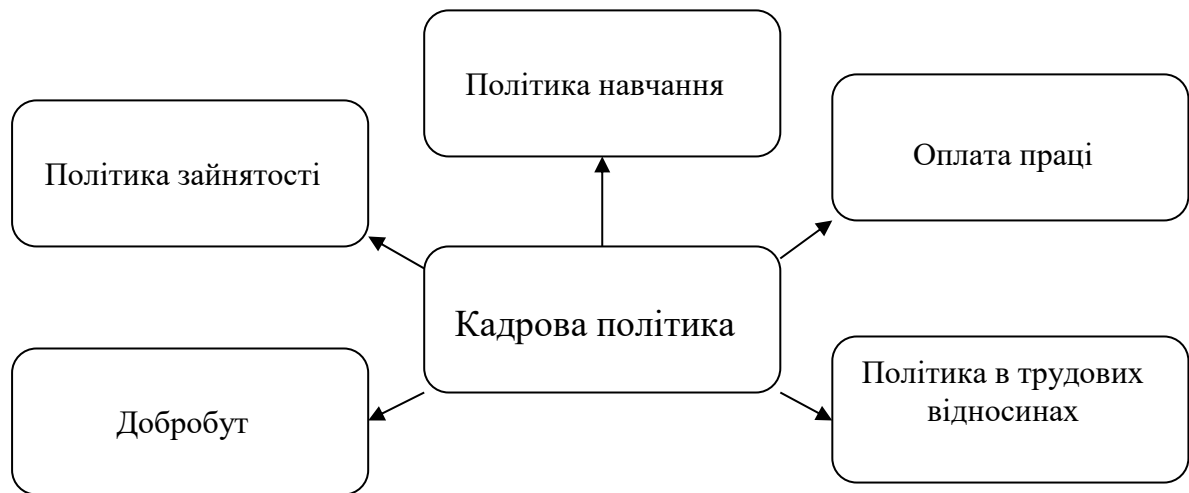 Політика навчання
Оплата праці
Політика зайнятості
Кадрова політика
Політика в трудових
відносинах
Добробут